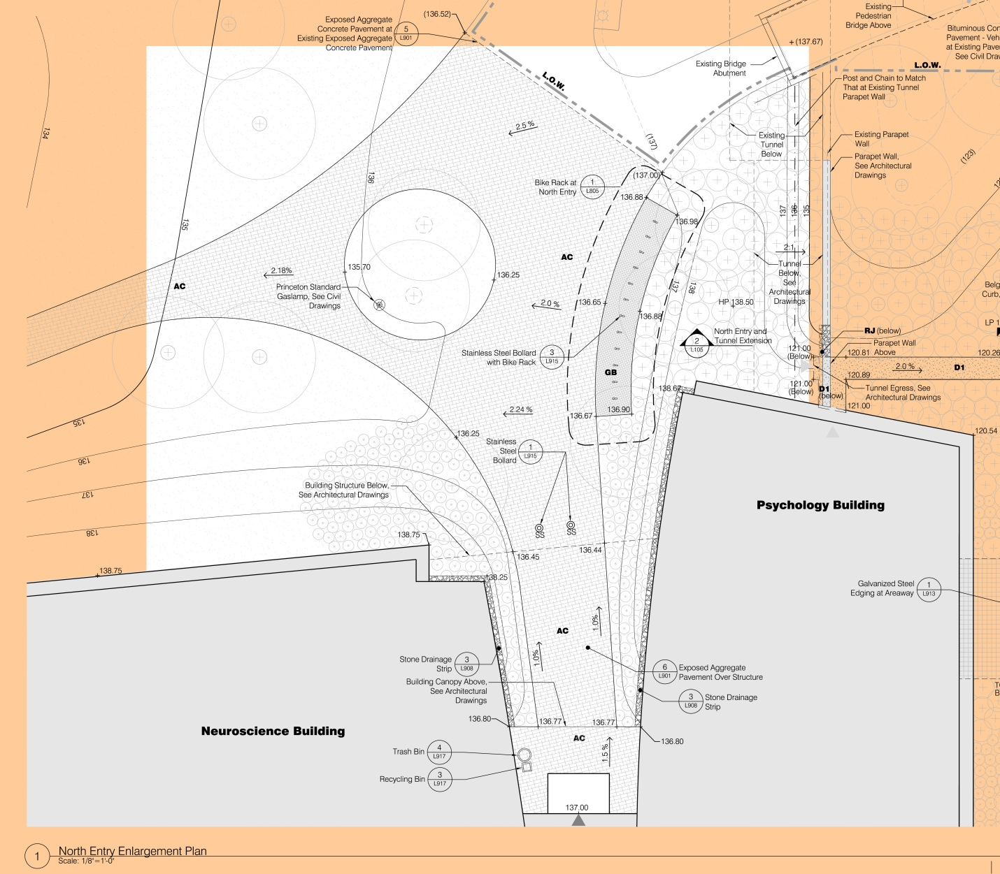 Exposed Aggregate
Concrete Pavement at
Existing Exposed Aggregate
Concrete Pavement
5
L901
(136.52)
Existing
Pedestrian
Bridge Above
Bituminous Con
Pavement - Veh
at Existing Pave
See Civil Draw
+(137.67)
Existing Bridge
Abutment
L.O.W.
L.O.W.
Post and Chain to Match
That at Existing Tunnel
Parapet Wall
134
2.5 %
(137)
Existing
Tunnel
Below
Existing Parapet
Wall
Parapet Wall,
See Architectural
Drawings
(123)
136
Bike Rack at
North Entry
1
L805
(137.00)
136.88
136.98
137
136
135
135
2:1
AC
2.18%
135.70
136.25
AC
Princeton Standard
Gaslamp, See Civil
Drawings
2.0 %
136.65
136.88
137
138
HP 138.50
Tunnel
Below,
See
Architectural
Drawings
Belg
Curb,
LP 1
2
L105
North Entry and
Tunnel Extension
RJ (below)
Parapet Wall
Above
121.00
(Below)
120.81
120.26
Stainless Steel Bollard
with Bike Rack
3
L915
GB
2.0 %
D1
120.89
121.00
(Below)
D1
(below)
Tunnel Egress, See
Architectural Drawings
121.00
138.67
2.24 %
136.67
136.90
135
136.25
120.54
Stainless
Steel
Bollard
1
L915
136
137
138
Building Structure Below,
See Architectural Drawings
Psychology Building
SS
SS
138.75
136.45
136.44
138.75
138.25
Galvanized Steel
Edging at Areaway
1
L913
1.0%
AC
1.0%
Stone Drainage
Strip
3
L908
6
L901
Exposed Aggregate
Pavement Over Structure
Building Canopy Above,
See Architectural
Drawings
3
L908
Stone Drainage
Strip
136.80
136.77
136.77
Neuroscience Building
AC
136.80
1.5 %
Trash Bin
4
L917
Recycling Bin
3
L917
137.00
1
North Entry Enlargement Plan
Scale: 1/8"=1'-0"